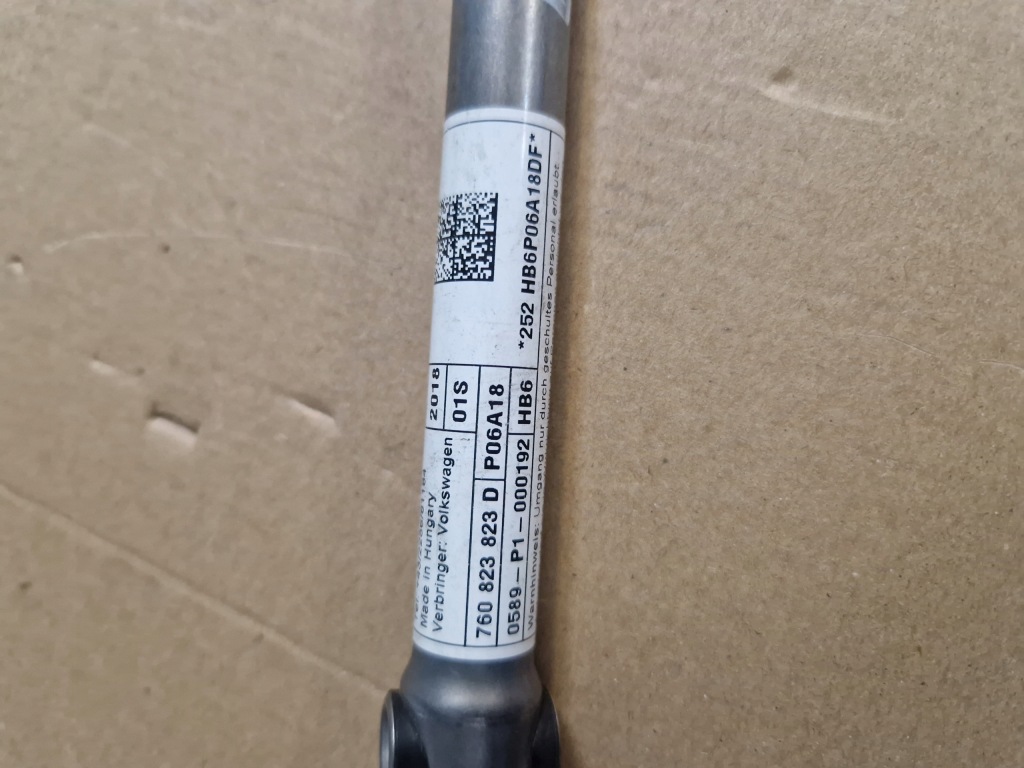 Made in Hungary
Verbringer: Volkswagen
2018
01S
760 823 823 D
P06A18
0589-P1-000192
HB6
*252 HB6P06A18DF*
Warnhinweis: Umgang nur durch geschultes Personal erlaubt.